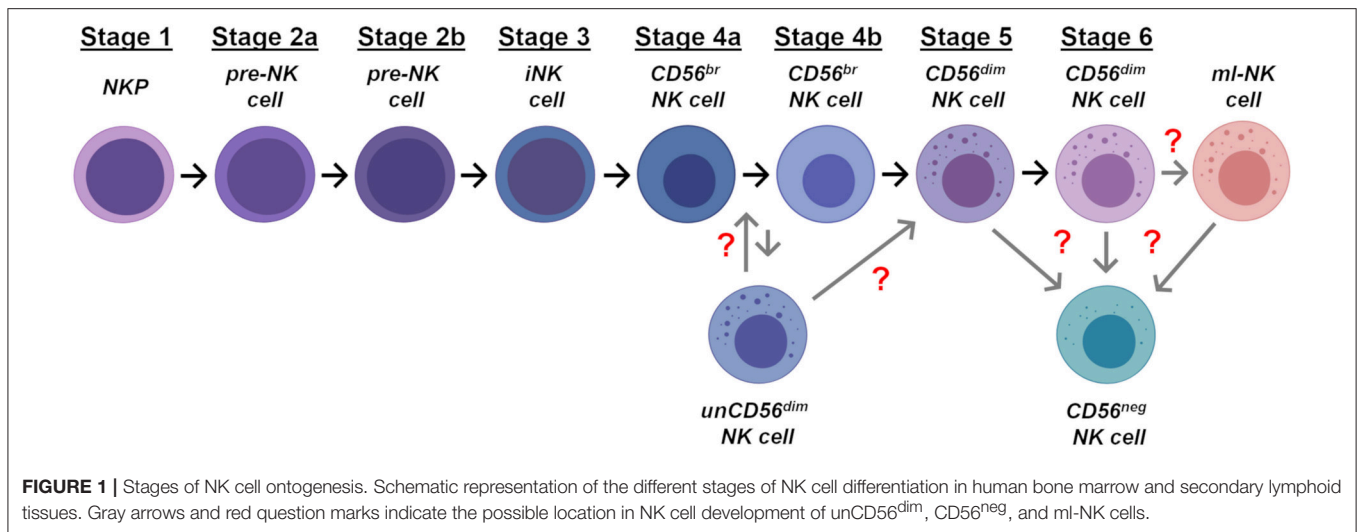 Stage 1 Stage 2a Stage 2b Stage 3 Stage 4a Stage 4b Stage 5 Stage 6
NKP pre-NK cell pre-NK cell iNK cell CD56br NK cell CD56br NK cell CD56dim NK cell CD56dim NK cell ml-NK cell
?
? ? ? ?
unCD56dim NK cell CD56neg NK cell
FIGURE 1 | Stages of NK cell ontogenesis. Schematic representation of the different stages of NK cell differentiation in human bone marrow and secondary lymphoid
tissues. Gray arrows and red question marks indicate the possible location in NK cell development of unCD56dim, CD56neg, and ml-NK cells.